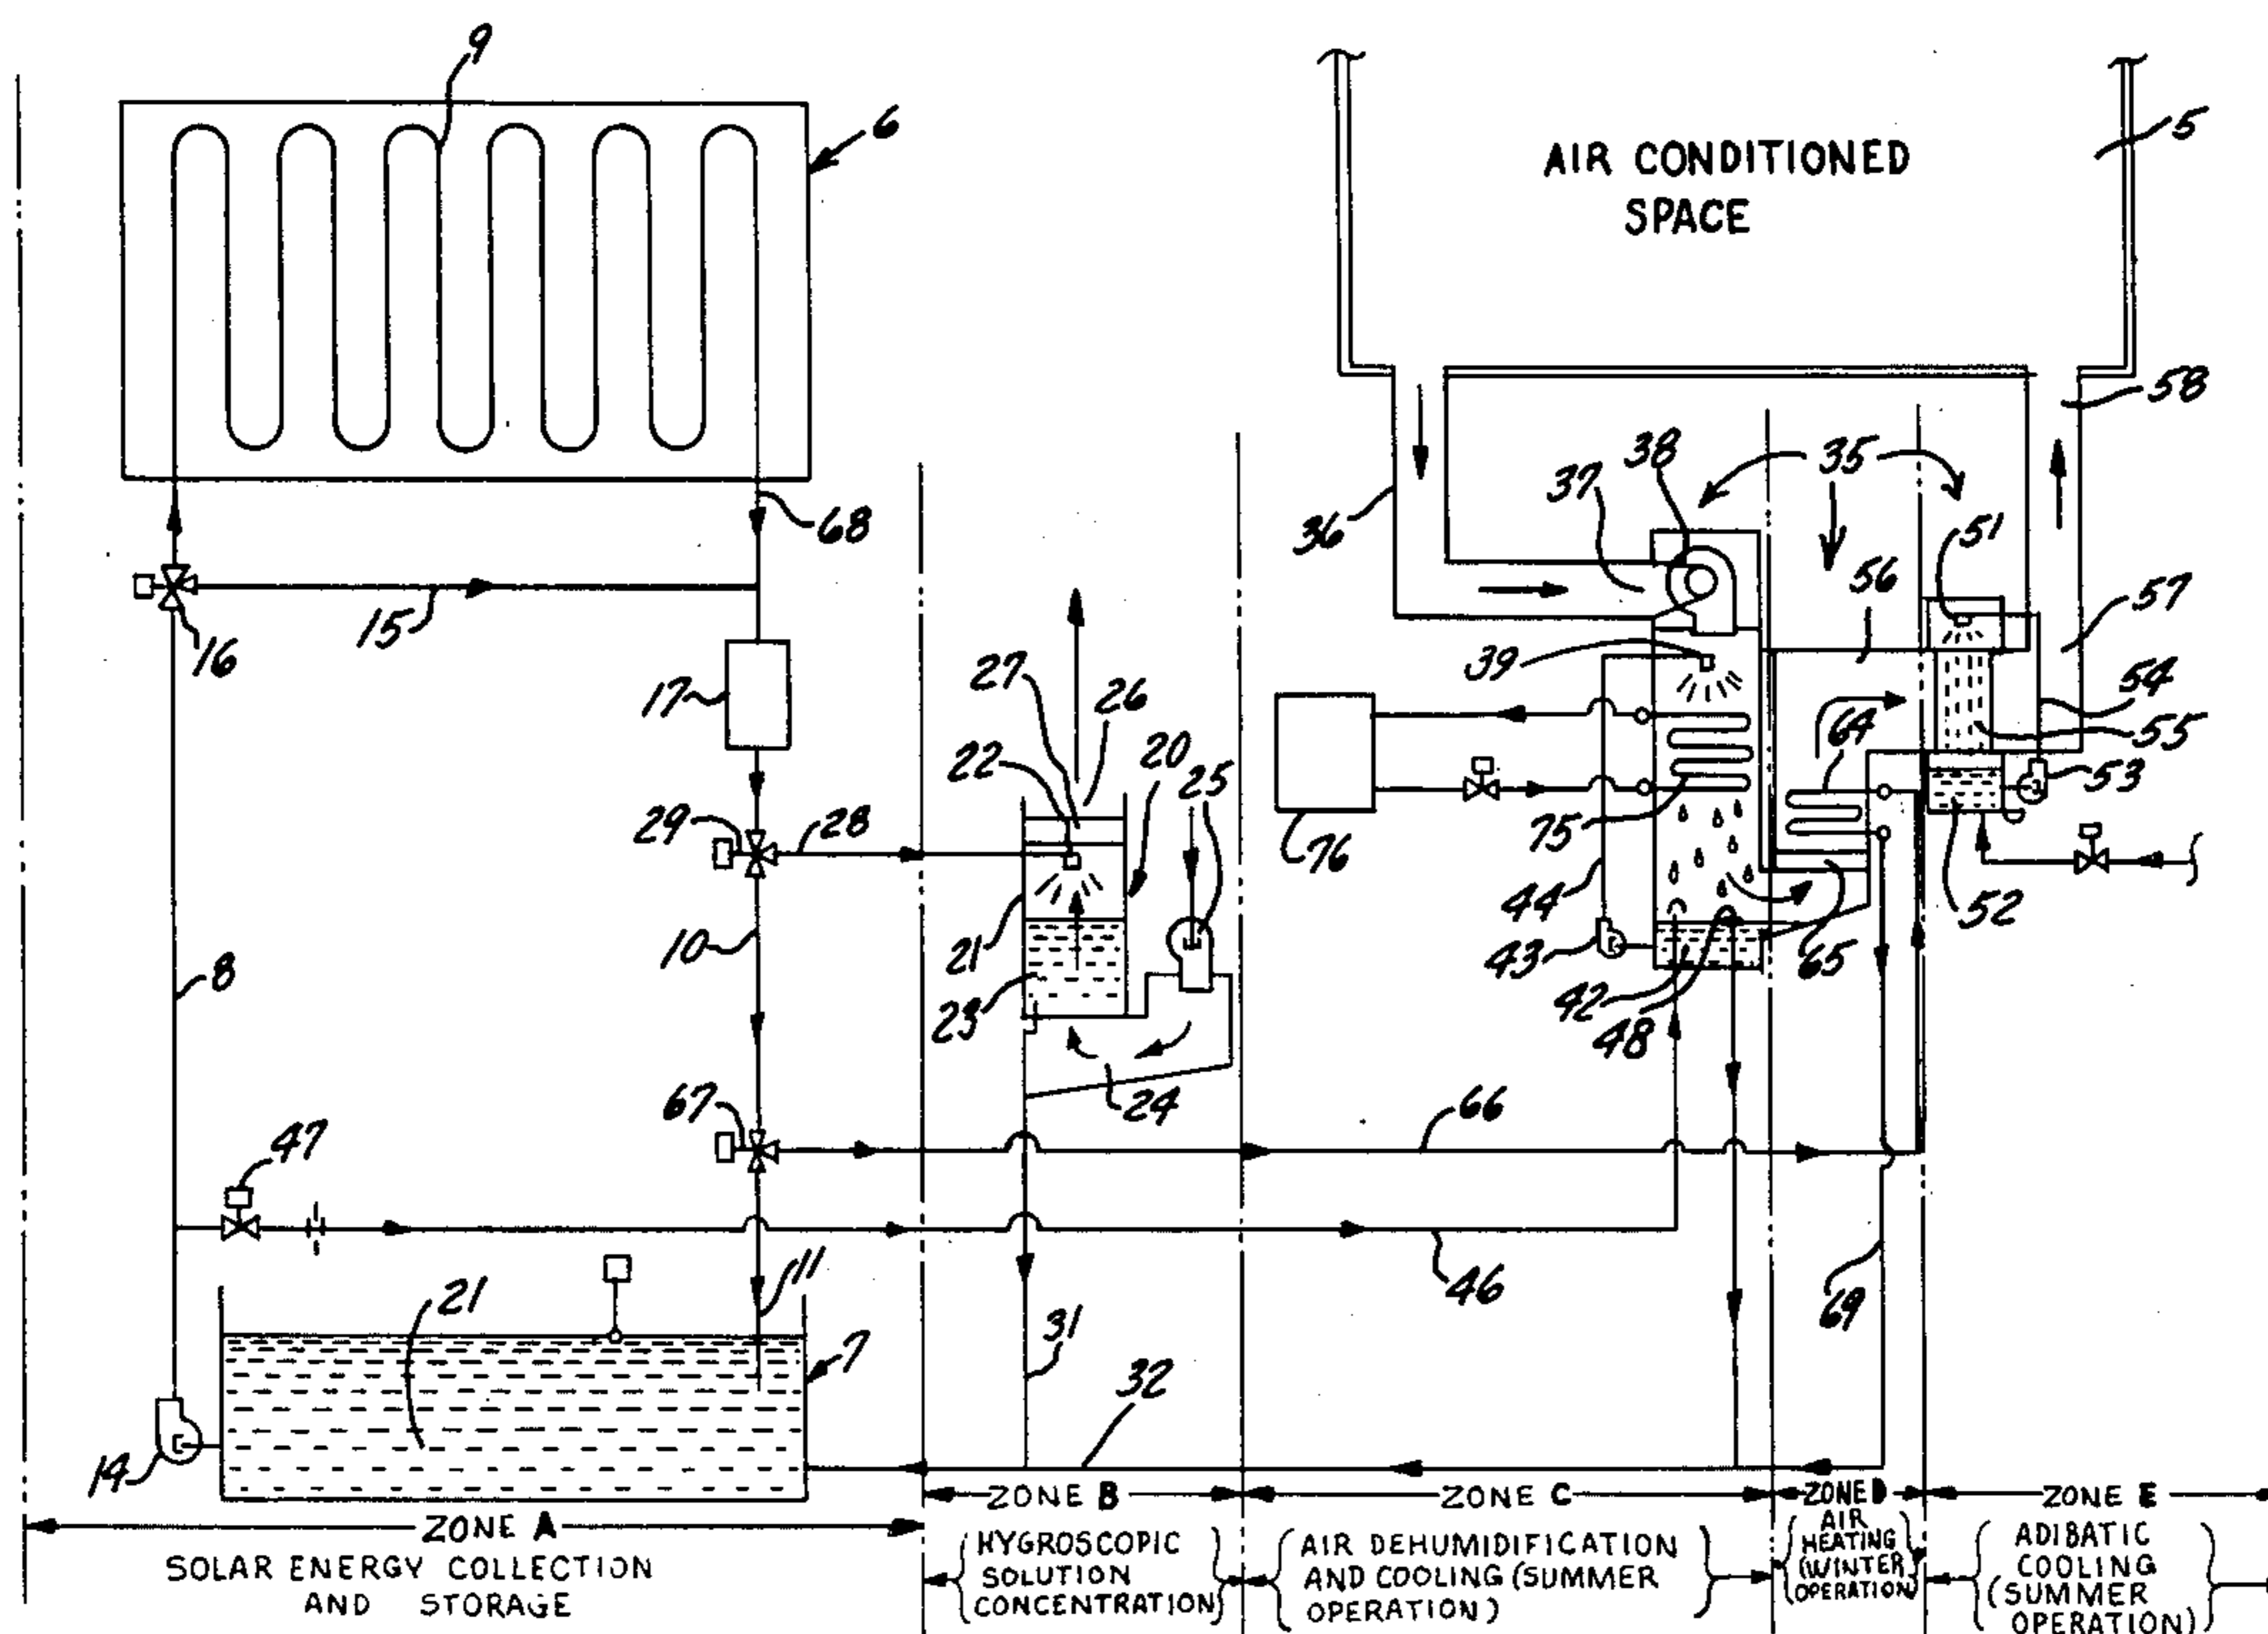 9
6
5
AIR CONDITIONED
SPACE
58
38
35
37
36
68
51
56
57
15
16
39
17
27
26
54
22
20
25
64
55
29
28
53
75
76
44
10
21
52
8
43
65
23
42
48
24
67
66
47
11
21
46
69
31
7
32
14
ZONE A
SOLAR ENERGY COLLECTION
AND STORAGE
ZONE B
HYGROSCOPIC
SOLUTION
CONCENTRATION
ZONE C
AIR DEHUMIDIFICATION
AND COOLING (SUMMER
OPERATION)
ZONE D
AIR
HEATING
(WINTER
OPERATION)
ZONE E
ADIBATIC
COOLING
(SUMMER
OPERATION)